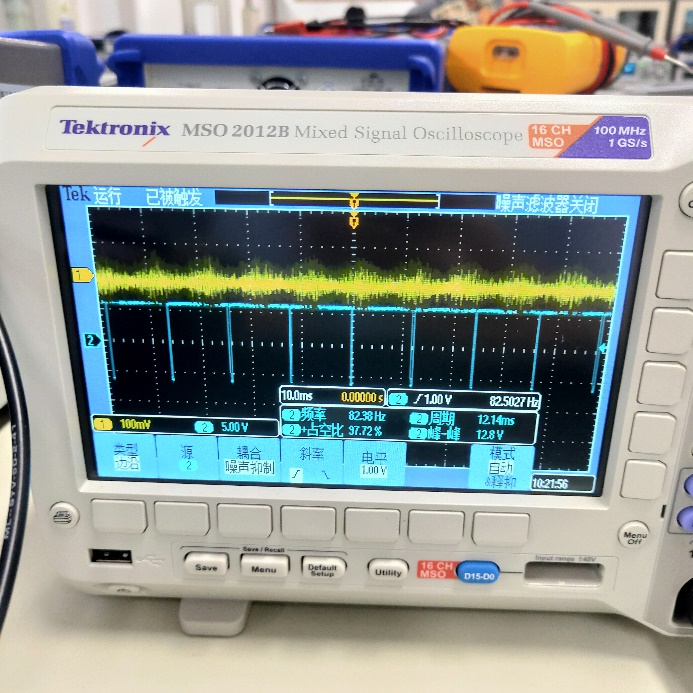 Tektronix MSO 2012B Mixed Signal Oscilloscope 16 CH MSO 100 MHz 1 GS/s
Tek 运行 已被触发 噪声滤波器关闭
1
2
10.0ms 0.00000 s 2 1.00 V 82.5027 Hz
1 100mV 2 5.00 V
2 频率 82.38 Hz 2 周期 12.14ms
2 +占空比 97.72 % 2 峰-峰 12.8 V
类型 边沿
源 2
耦合 噪声抑制
斜率
电平 1.00 V
模式 自动 &释抑
10:21:56
Menu Off
Save / Recall
Save Menu Default Setup Utility 16 CH MSO D15-D0